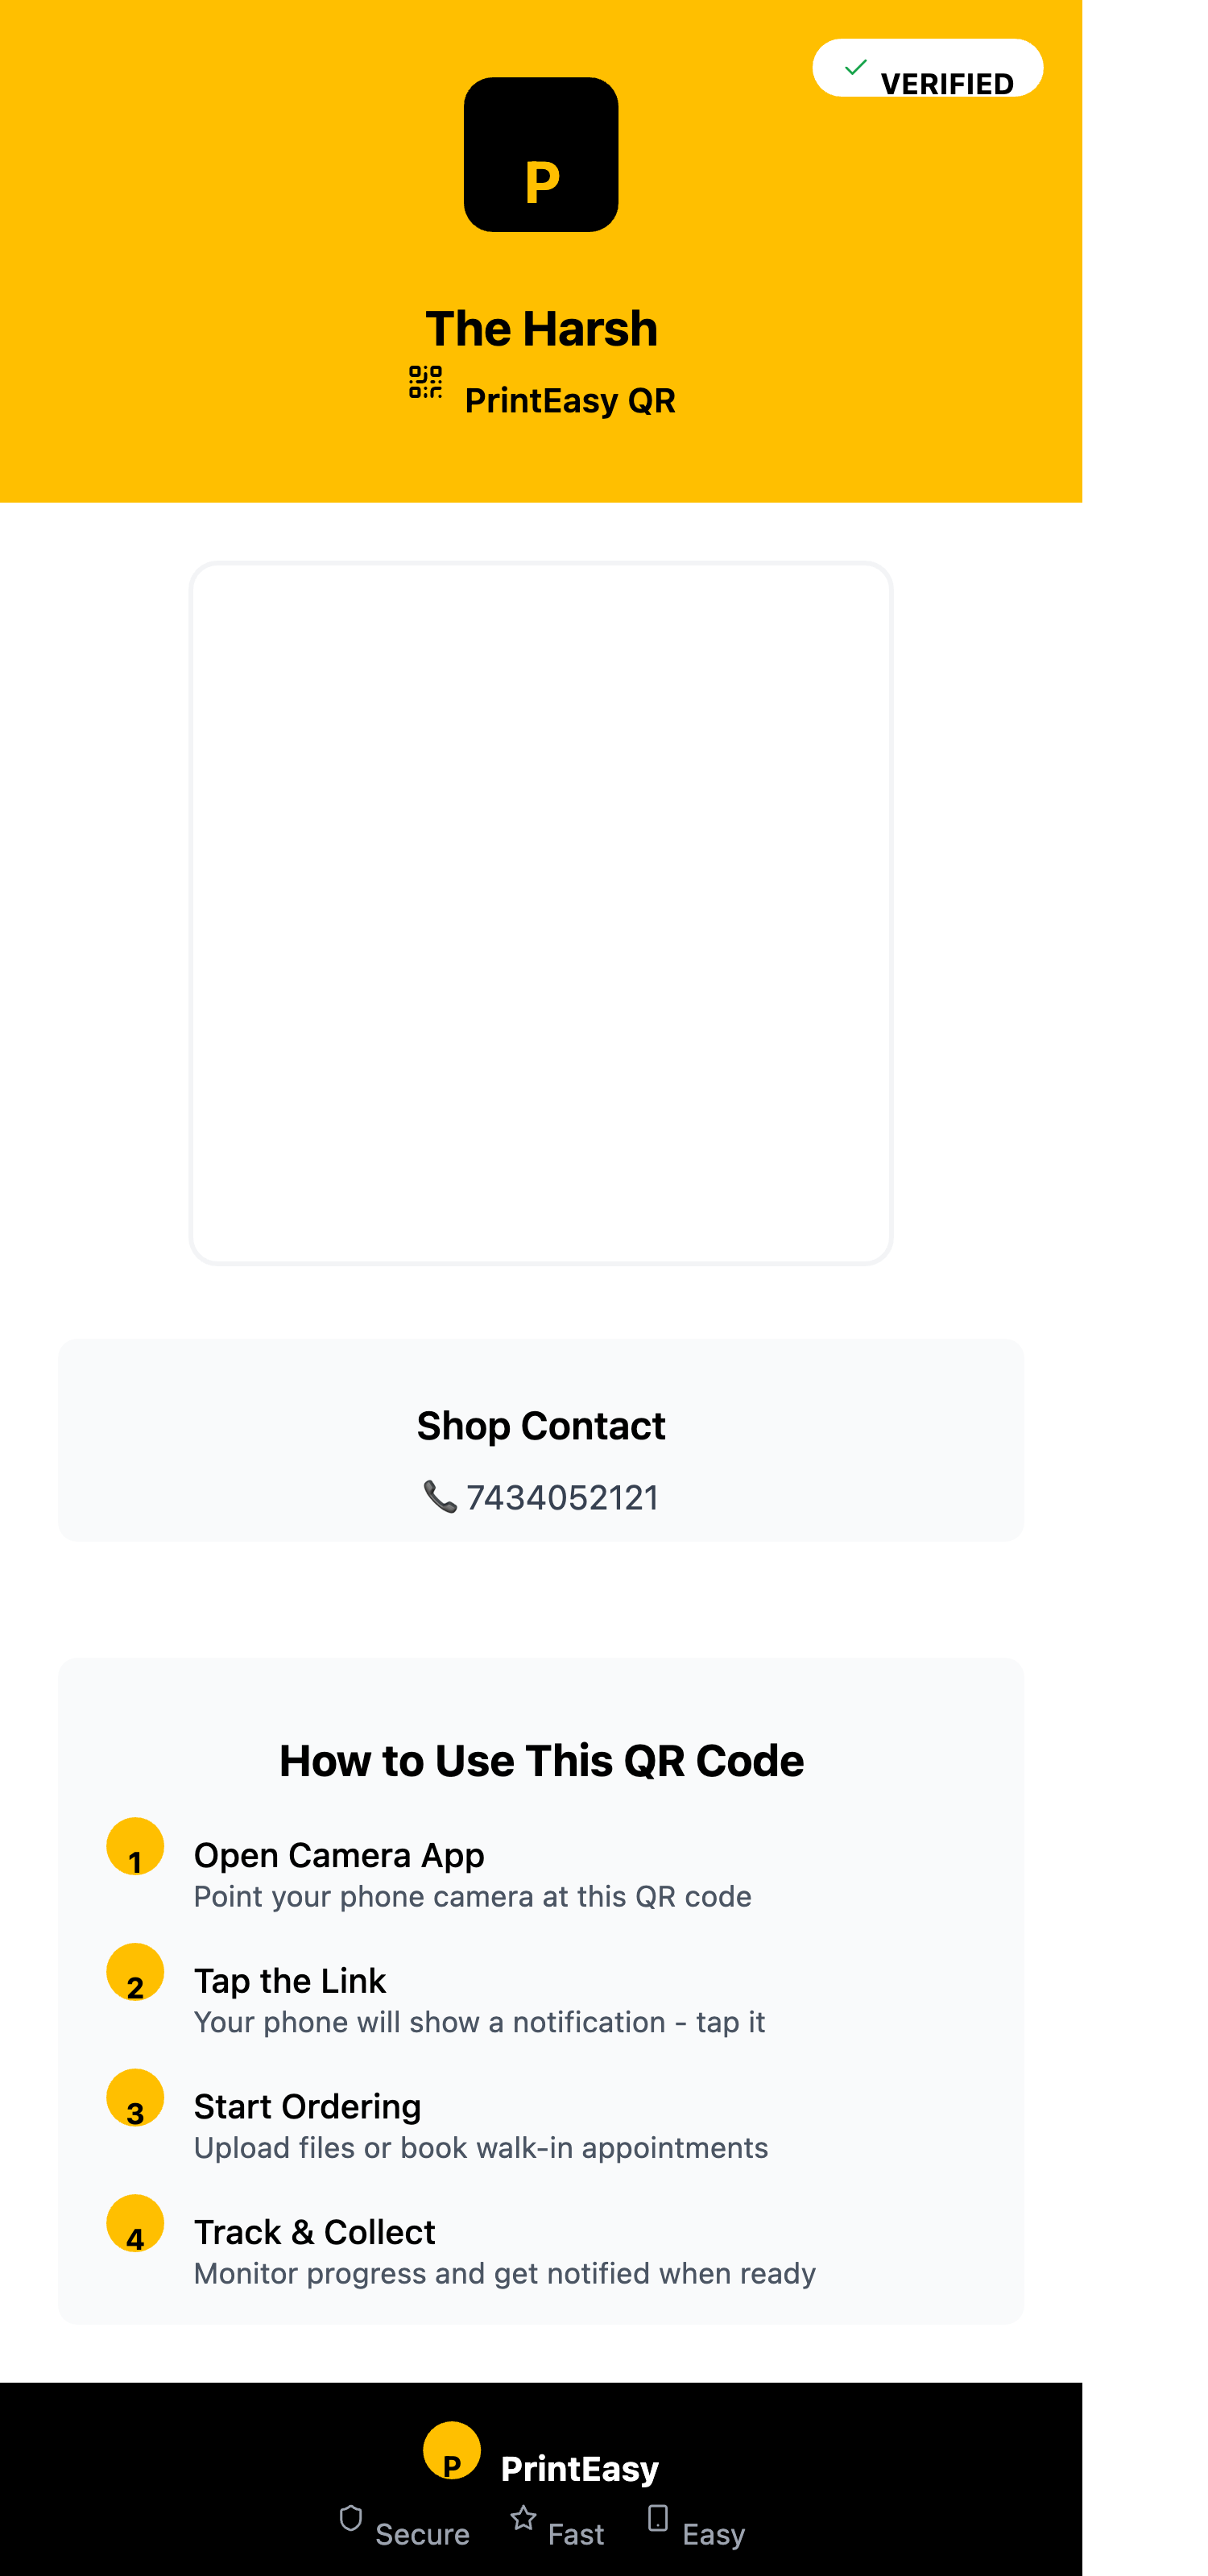 VERIFIED
P
The Harsh
PrintEasy QR
Shop Contact
📞 7434052121
How to Use This QR Code
1 Open Camera App
Point your phone camera at this QR code
2 Tap the Link
Your phone will show a notification - tap it
3 Start Ordering
Upload files or book walk-in appointments
4 Track & Collect
Monitor progress and get notified when ready
P PrintEasy
Secure Fast Easy